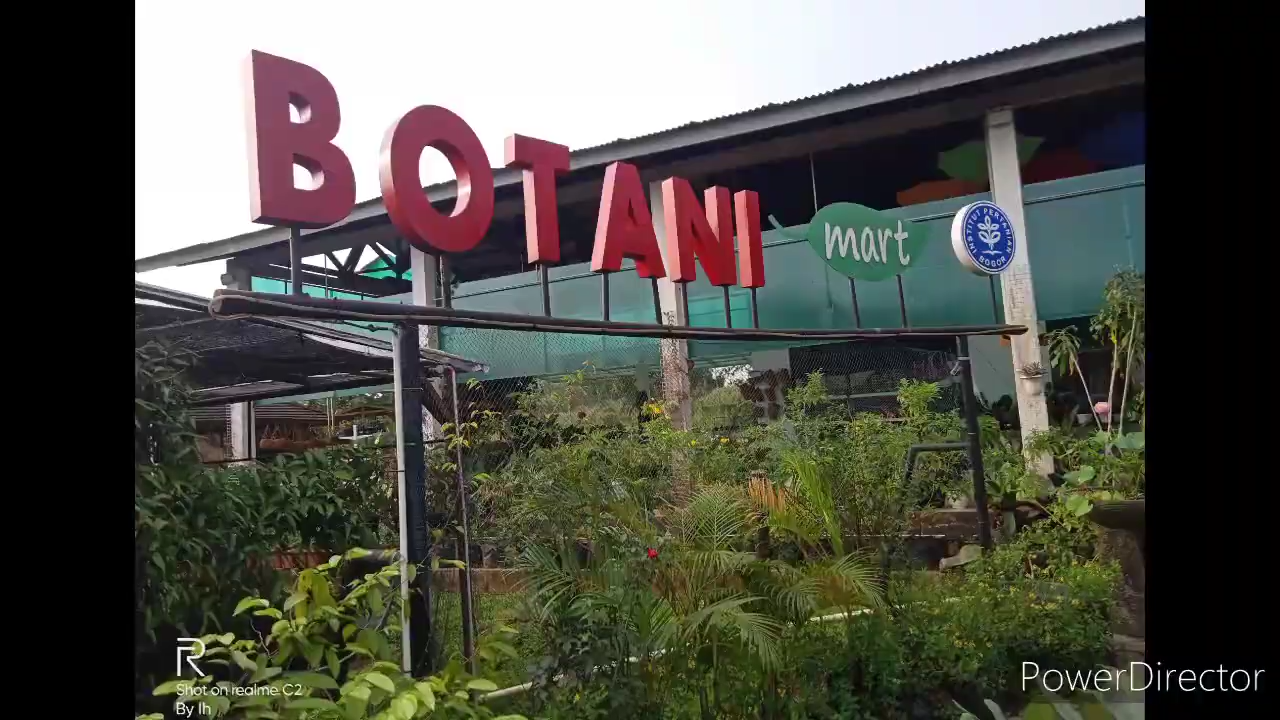 BOTANI
mart
INSTITUT PERTANIAN
BOGOR
R
Shot on realme C2
By Ih
PowerDirector